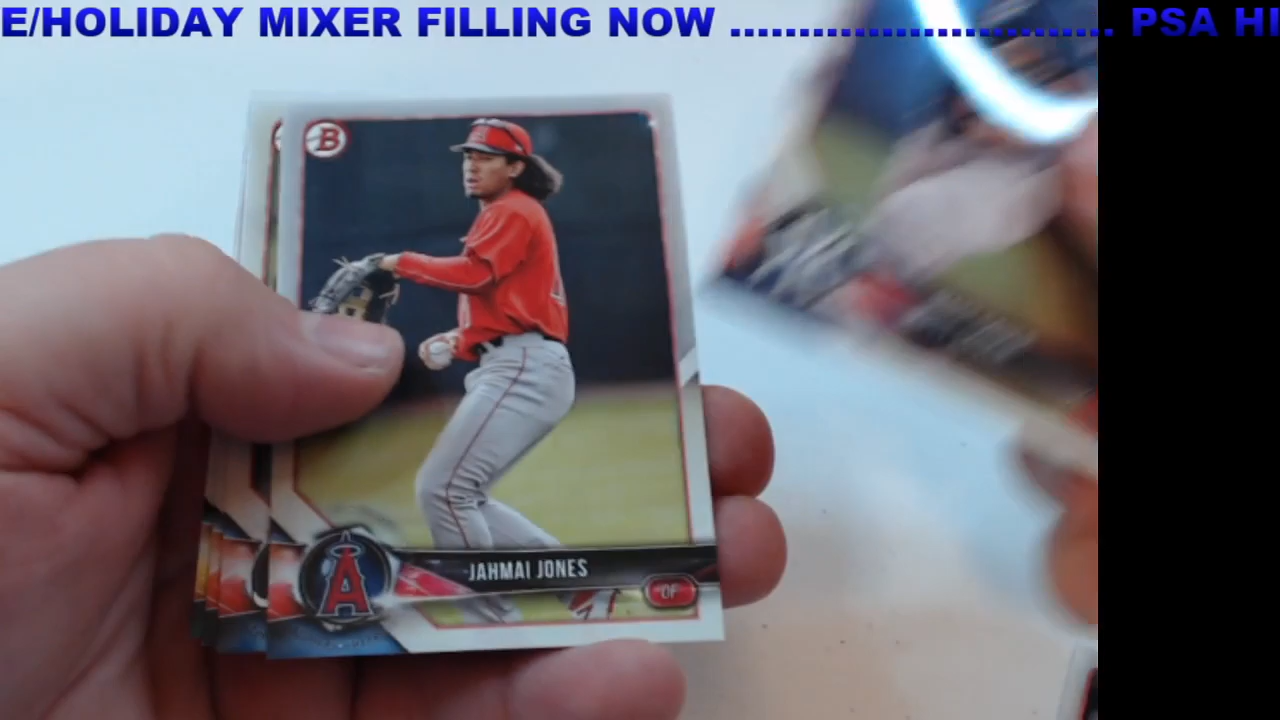 E/HOLIDAY MIXER FILLING NOW ............................ PSA HI
B
JAHMAI JONES
A
OF